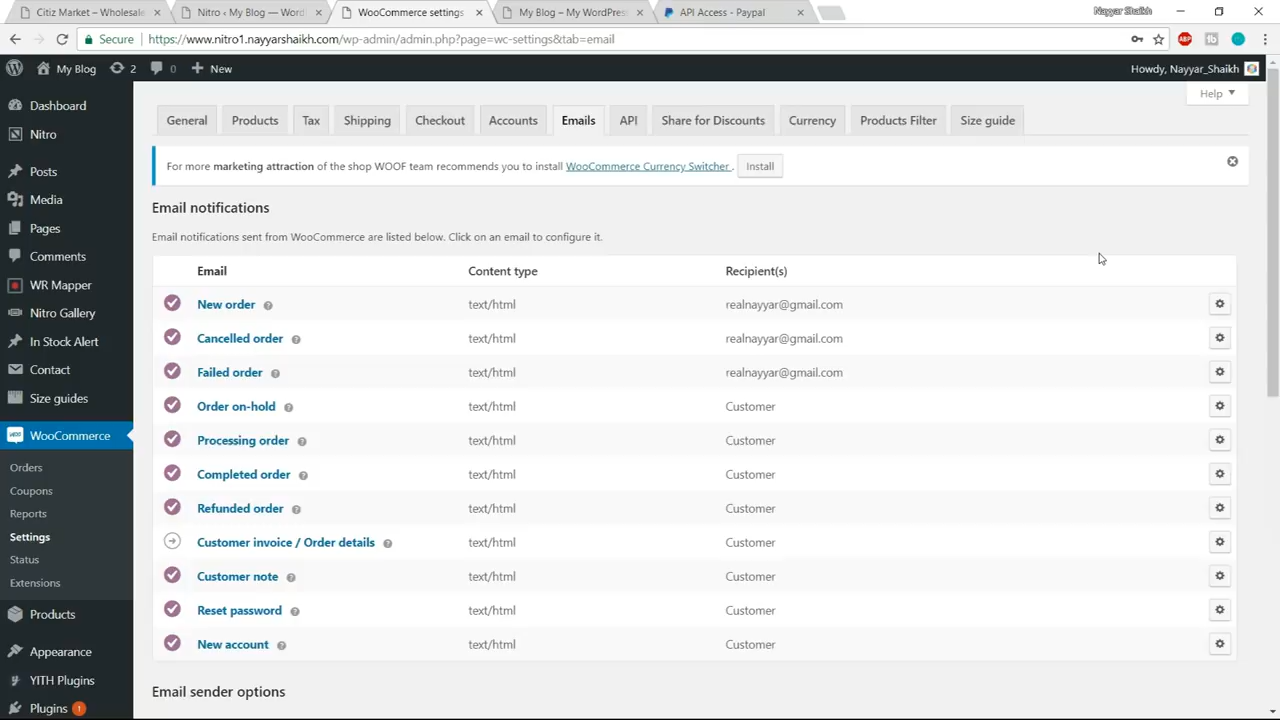 Citiz Market – Wholesale
Nitro ‹ My Blog — Word
WooCommerce settings
My Blog – My WordPres
API Access - Paypal
Nayyar Shaikh
Secure
https://www.nitro1.nayyarshaikh.com/wp-admin/admin.php?page=wc-settings&tab=email
ABP
My Blog
2
0
New
Howdy, Nayyar_Shaikh
Help
Dashboard
Nitro
Posts
Media
Pages
Comments
WR Mapper
Nitro Gallery
In Stock Alert
Contact
Size guides
WooCommerce
Orders
Coupons
Reports
Settings
Status
Extensions
Products
Appearance
YITH Plugins
Plugins 1
General
Products
Tax
Shipping
Checkout
Accounts
Emails
API
Share for Discounts
Currency
Products Filter
Size guide
For more marketing attraction of the shop WOOF team recommends you to install WooCommerce Currency Switcher . Install
Email notifications
Email notifications sent from WooCommerce are listed below. Click on an email to configure it.
Email Content type Recipient(s)
New order ? text/html realnayyar@gmail.com
Cancelled order ? text/html realnayyar@gmail.com
Failed order ? text/html realnayyar@gmail.com
Order on-hold ? text/html Customer
Processing order ? text/html Customer
Completed order ? text/html Customer
Refunded order ? text/html Customer
Customer invoice / Order details ? text/html Customer
Customer note ? text/html Customer
Reset password ? text/html Customer
New account ? text/html Customer
Email sender options